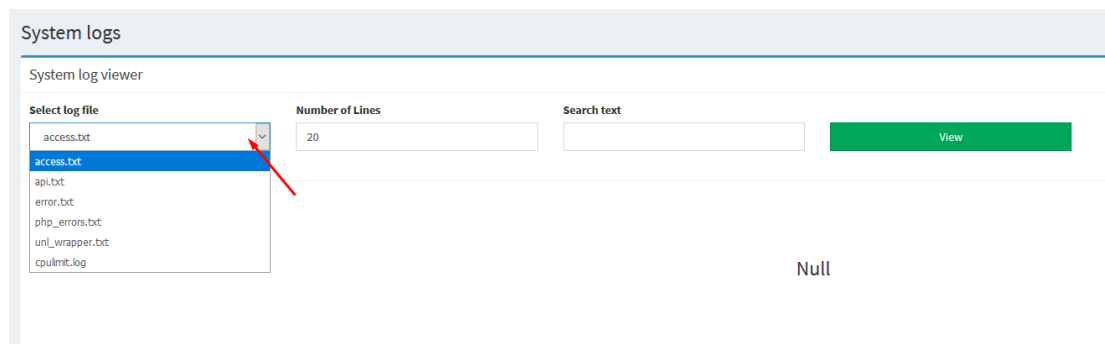 System logs
System log viewer
Select log file
Number of Lines
Search text
access.txt
20
View
access.txt
api.txt
error.txt
php_errors.txt
unl_wrapper.txt
cpulimit.log
Null